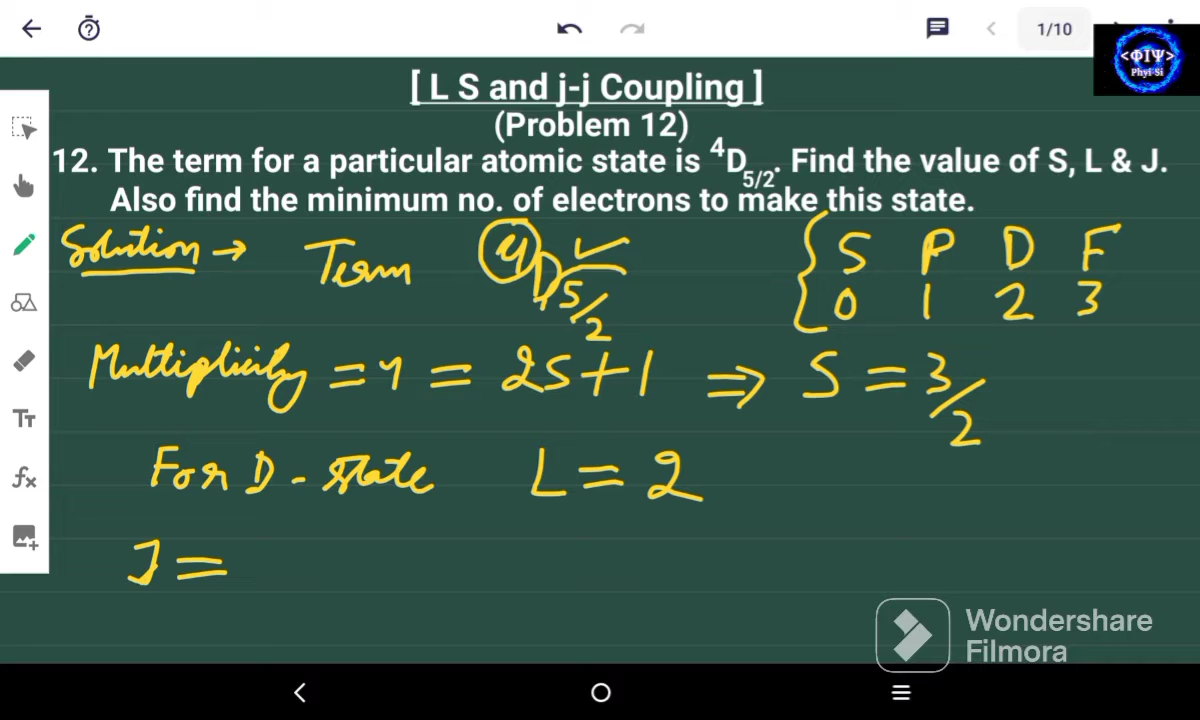 1/10
<ΦΙΨ>
Phyi Si
[ L S and j-j Coupling ]
(Problem 12)
12. The term for a particular atomic state is ⁴D5/2. Find the value of S, L & J.
Also find the minimum no. of electrons to make this state.
Solution → Term ⁴D5/2 { S P D F
0 1 2 3
Multiplicity = 4 = 2S+1 ⇒ S = 3/2
For D - state L = 2
J =
Tт
fx
Wondershare
Filmora